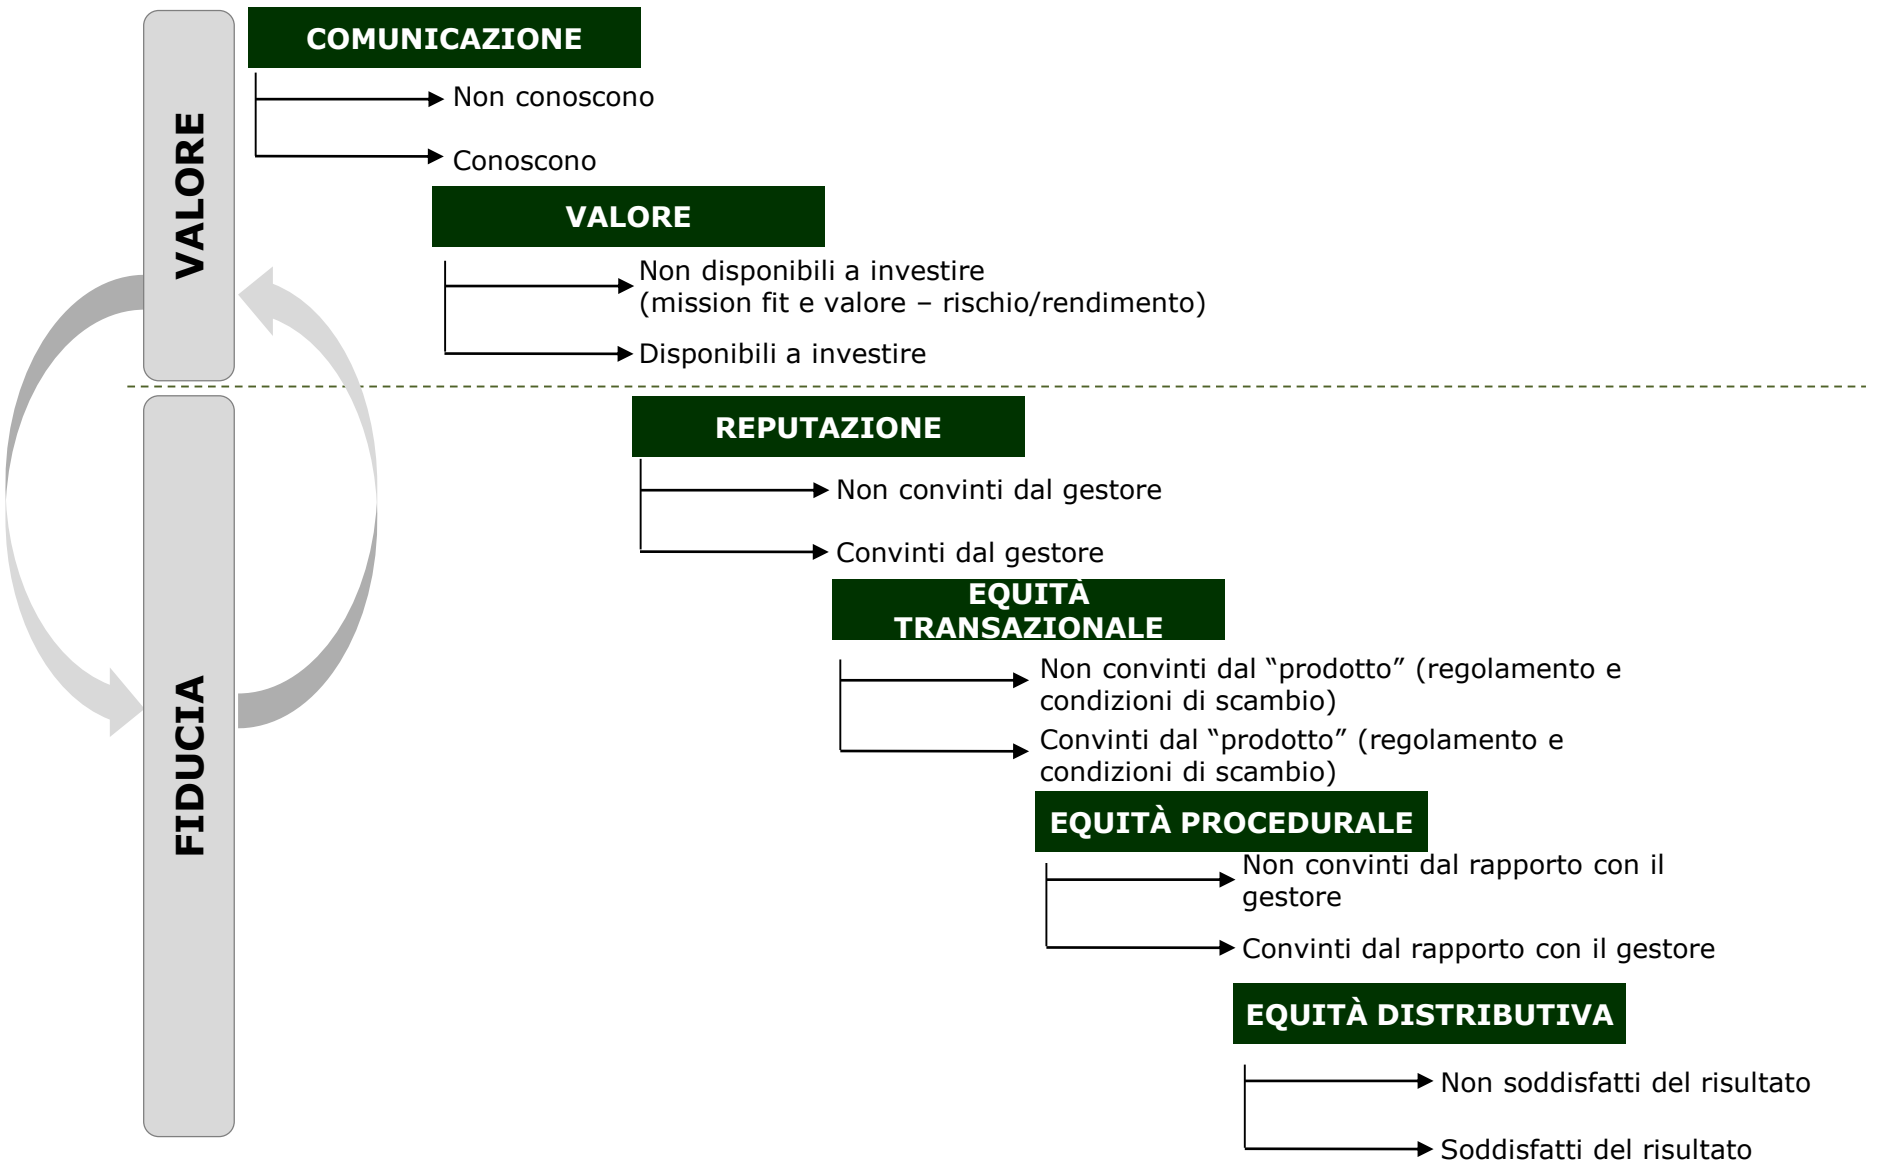 COMUNICAZIONE
Non conoscono
Conoscono
VALORE
VALORE
Non disponibili a investire
(mission fit e valore – rischio/rendimento)
Disponibili a investire
REPUTAZIONE
Non convinti dal gestore
Convinti dal gestore
EQUITÀ
TRANSAZIONALE
Non convinti dal “prodotto” (regolamento e
condizioni di scambio)
Convinti dal “prodotto” (regolamento e
condizioni di scambio)
FIDUCIA
EQUITÀ PROCEDURALE
Non convinti dal rapporto con il
gestore
Convinti dal rapporto con il gestore
EQUITÀ DISTRIBUTIVA
Non soddisfatti del risultato
Soddisfatti del risultato